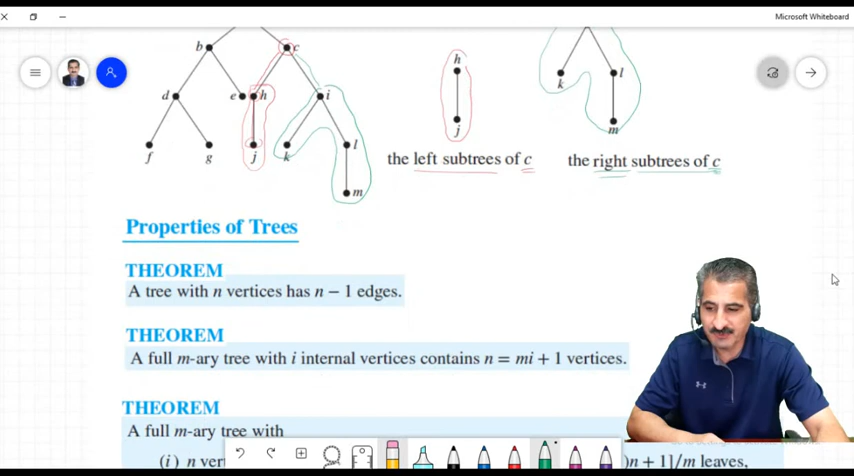 Microsoft Whiteboard
b
c
h
d
e
h
i
k
l
f
g
j
k
l
m
j
m
the left subtrees of c
the right subtrees of c
Properties of Trees
THEOREM
A tree with n vertices has n − 1 edges.
THEOREM
A full m-ary tree with i internal vertices contains n = mi + 1 vertices.
THEOREM
A full m-ary tree with
(i) n
)n + 1]/m leaves,